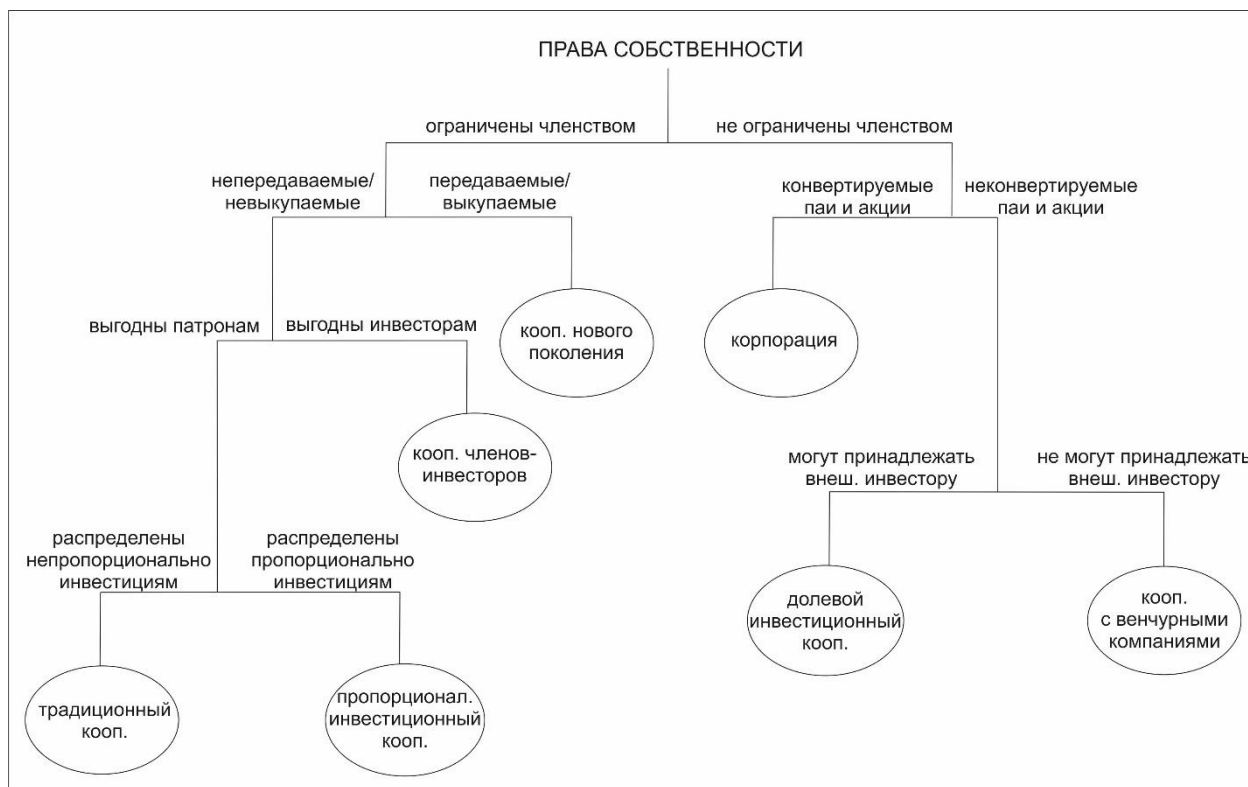 ПРАВА СОБСТВЕННОСТИ
ограничены членством
не ограничены членством
непередаваемые/
невыкупаемые
передаваемые/
выкупаемые
конвертируемые
паи и акции
неконвертируемые
паи и акции
выгодны патронам
выгодны инвесторам
кооп. нового
поколения
корпорация
кооп. членов-
инвесторов
могут принадлежать
внеш. инвестору
не могут принадлежать
внеш. инвестору
распределены
непропорционально
инвестициям
распределены
пропорционально
инвестициям
долевой
инвестиционный
кооп.
кооп.
с венчурными
компаниями
традиционный
кооп.
пропорционал.
инвестиционный
кооп.